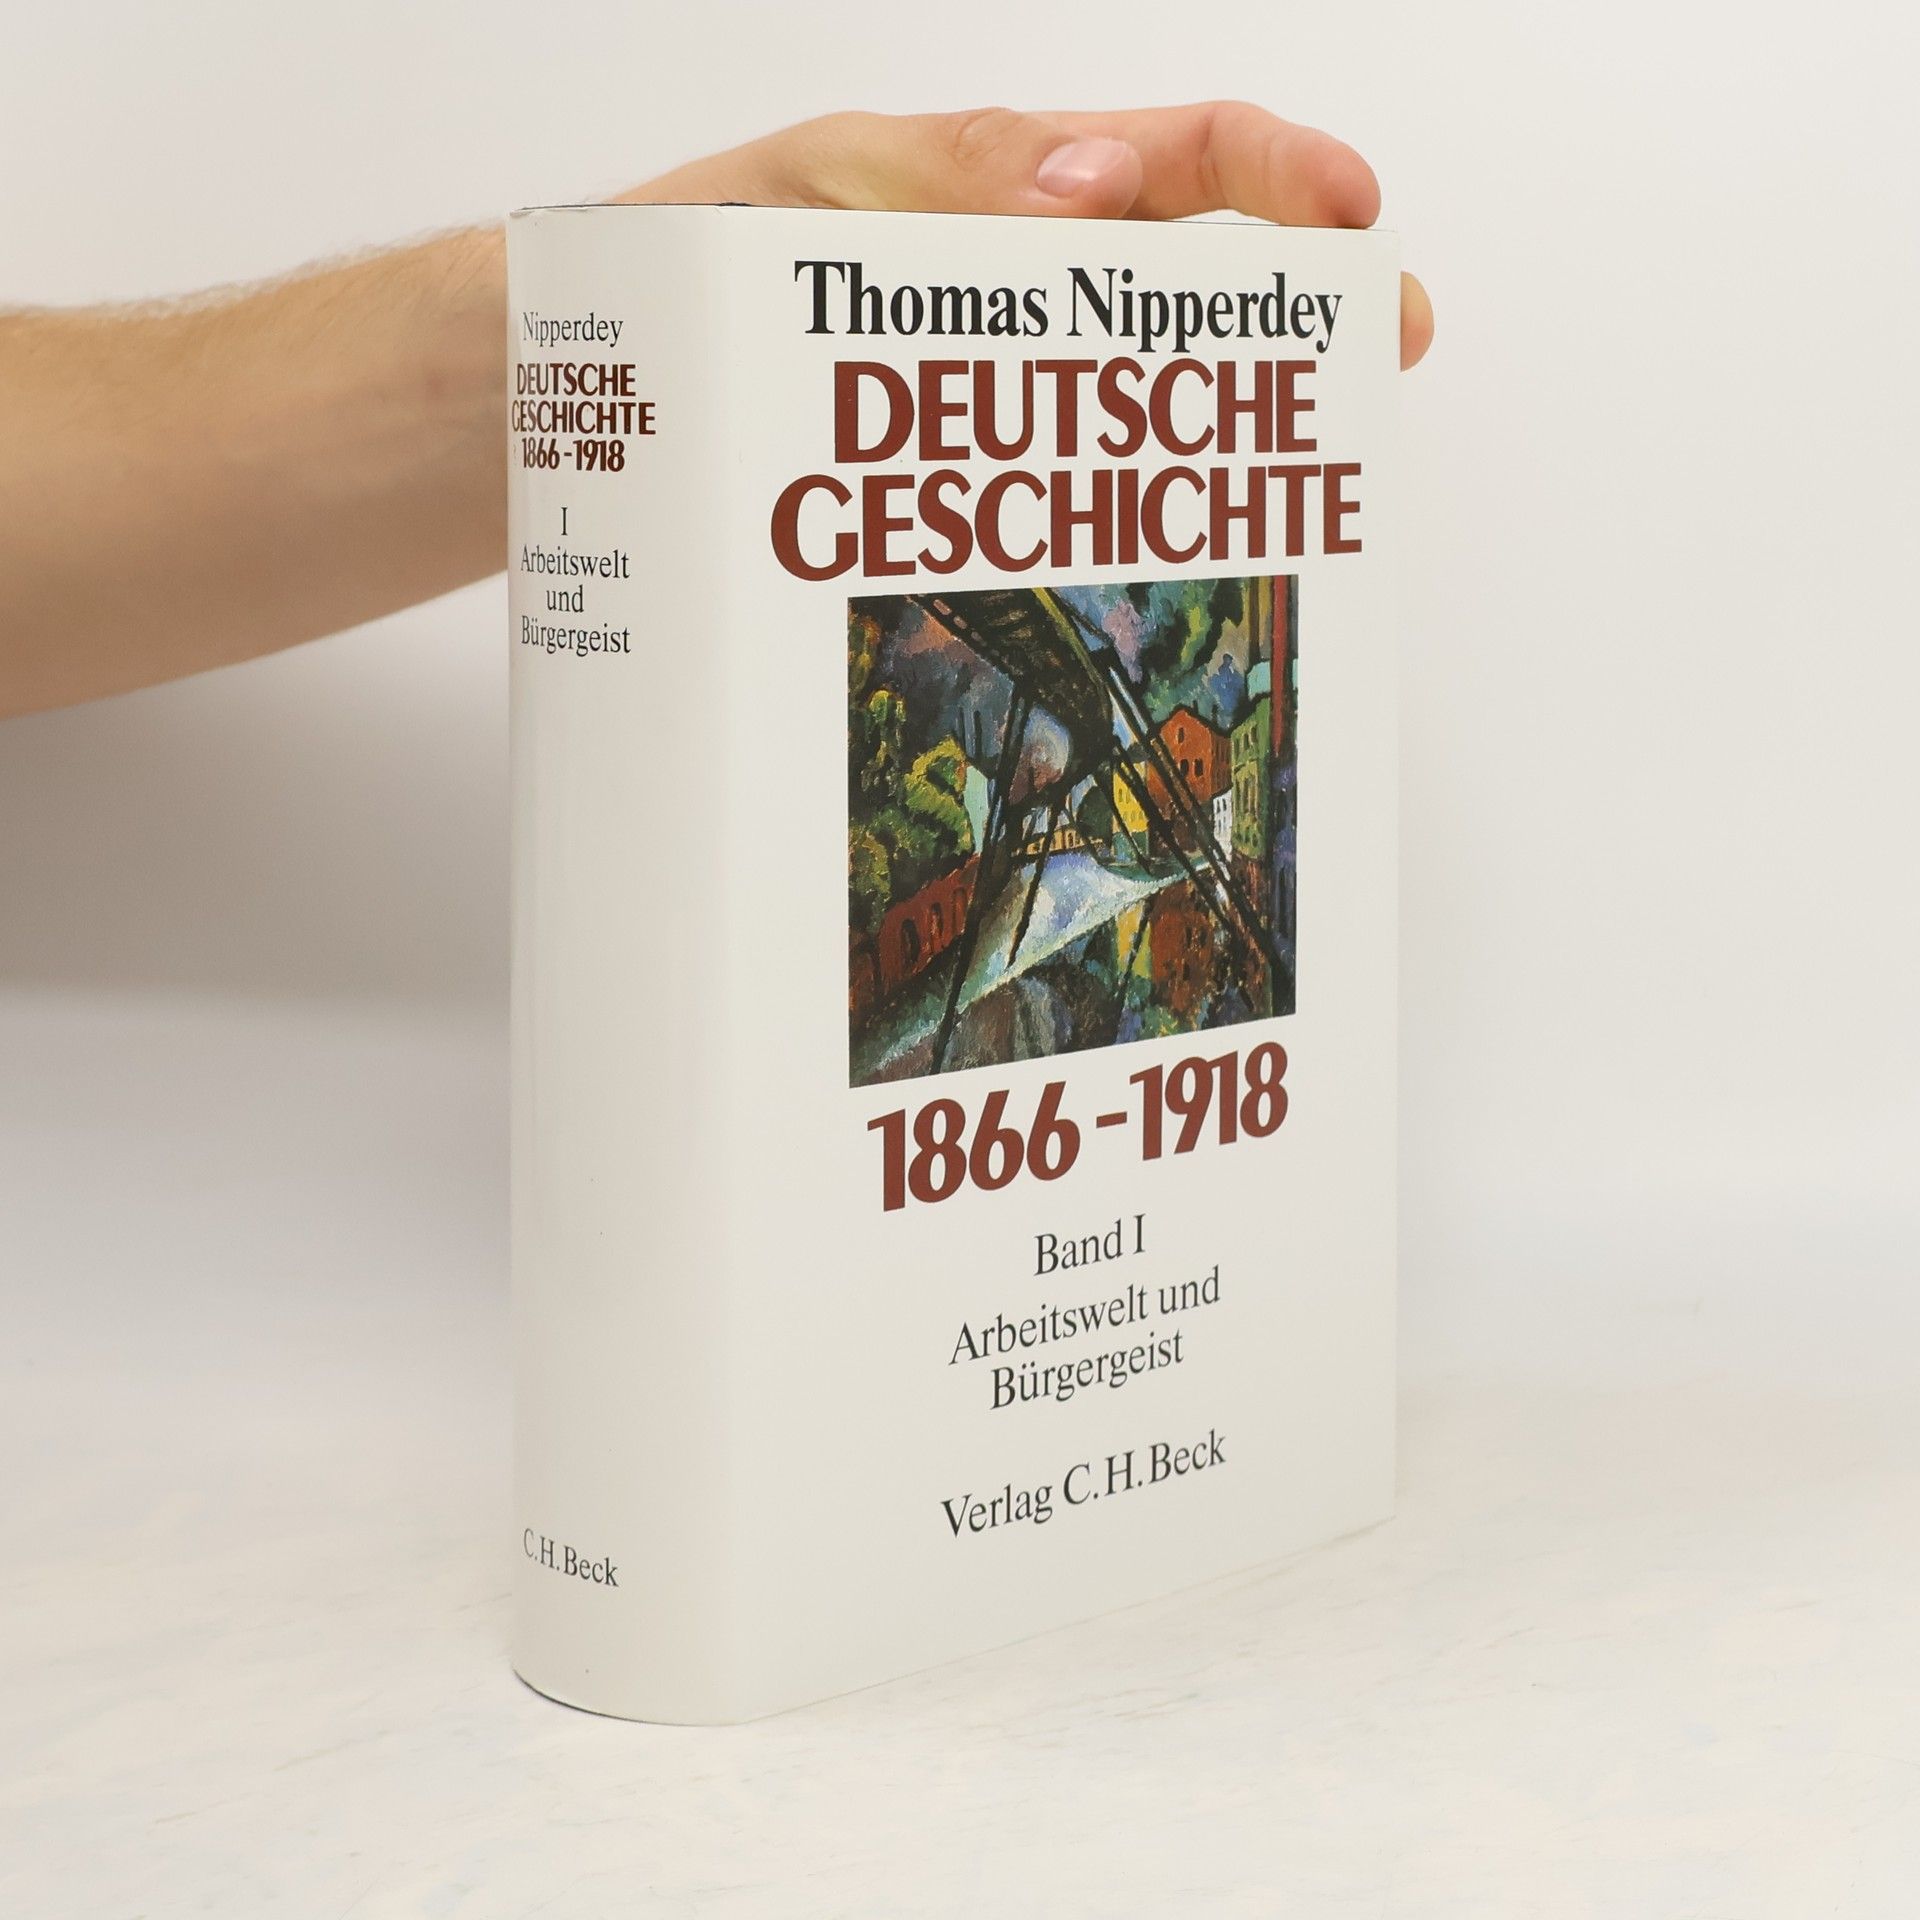 Nipperdey
DEUTSCHE
GESCHICHTE
1866-1918
I
Arbeitswelt
und
Bürgergeist
C.H.Beck
Thomas Nipperdey
DEUTSCHE
GESCHICHTE
1866-1918
Band I
Arbeitswelt und
Bürgergeist
Verlag C.H.Beck